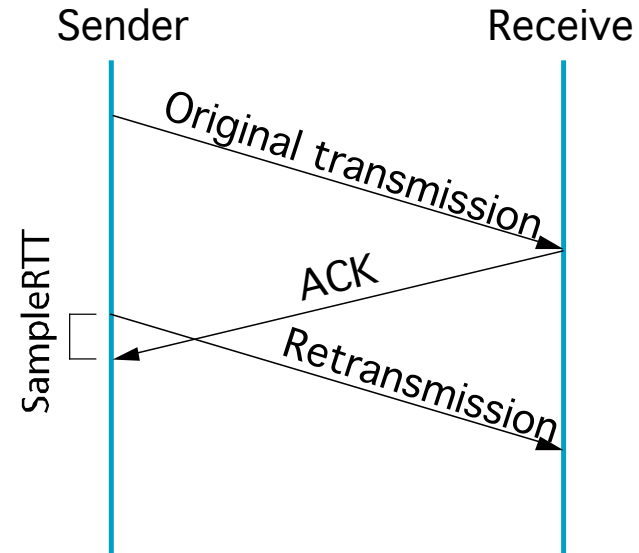 Sender
Receive
Original transmission
ACK
SampleRTT
Retransmission